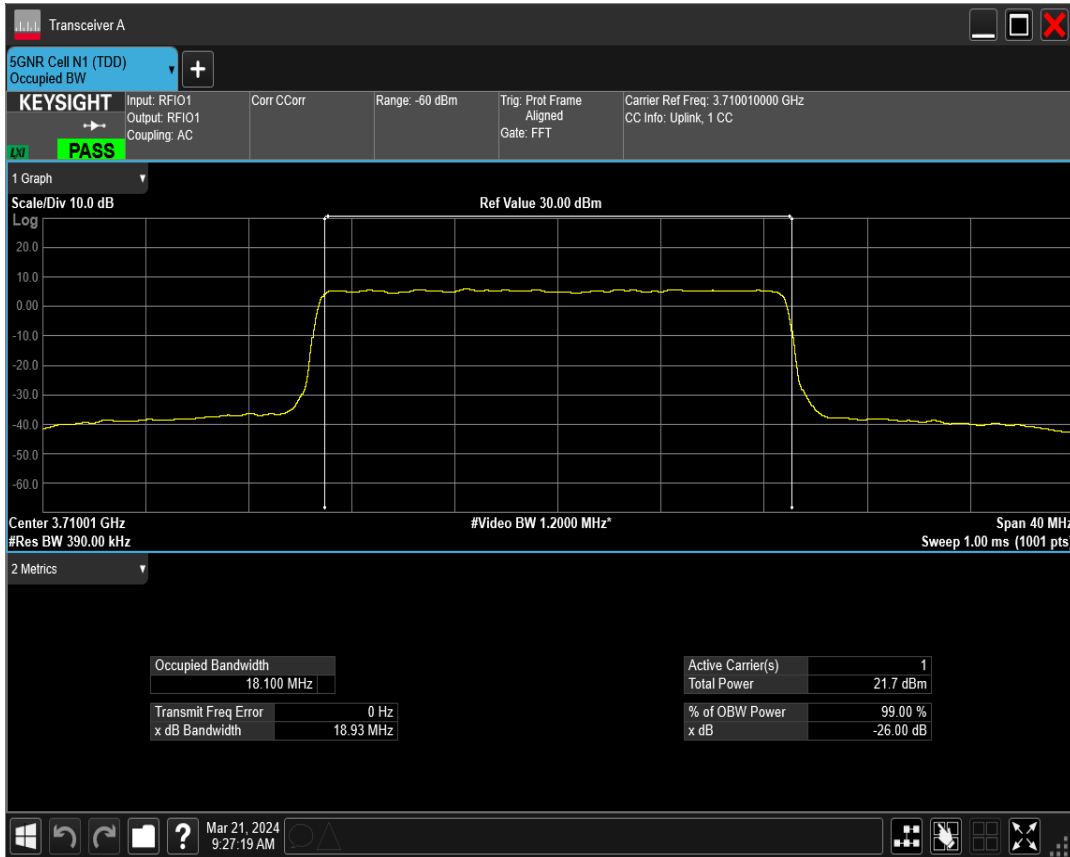 Transceiver A
5GNR Cell N1 (TDD)
Occupied BW
+
KEYSIGHT
LXI
PASS
Input: RFIO1
Output: RFIO1
Coupling: AC
Corr CCorr
Range: -60 dBm
Trig: Prot Frame
Aligned
Gate: FFT
Carrier Ref Freq: 3.710010000 GHz
CC Info: Uplink, 1 CC
1 Graph
Scale/Div 10.0 dB
Ref Value 30.00 dBm
Log
20.0
10.0
0.00
-10.0
-20.0
-30.0
-40.0
-50.0
-60.0
Center 3.71001 GHz
#Video BW 1.2000 MHz*
Span 40 MHz
#Res BW 390.00 kHz
Sweep 1.00 ms (1001 pts)
2 Metrics
Occupied Bandwidth
18.100 MHz
Transmit Freq Error 0 Hz
x dB Bandwidth 18.93 MHz
Active Carrier(s) 1
Total Power 21.7 dBm
% of OBW Power 99.00 %
x dB -26.00 dB
?
Mar 21, 2024
9:27:19 AM